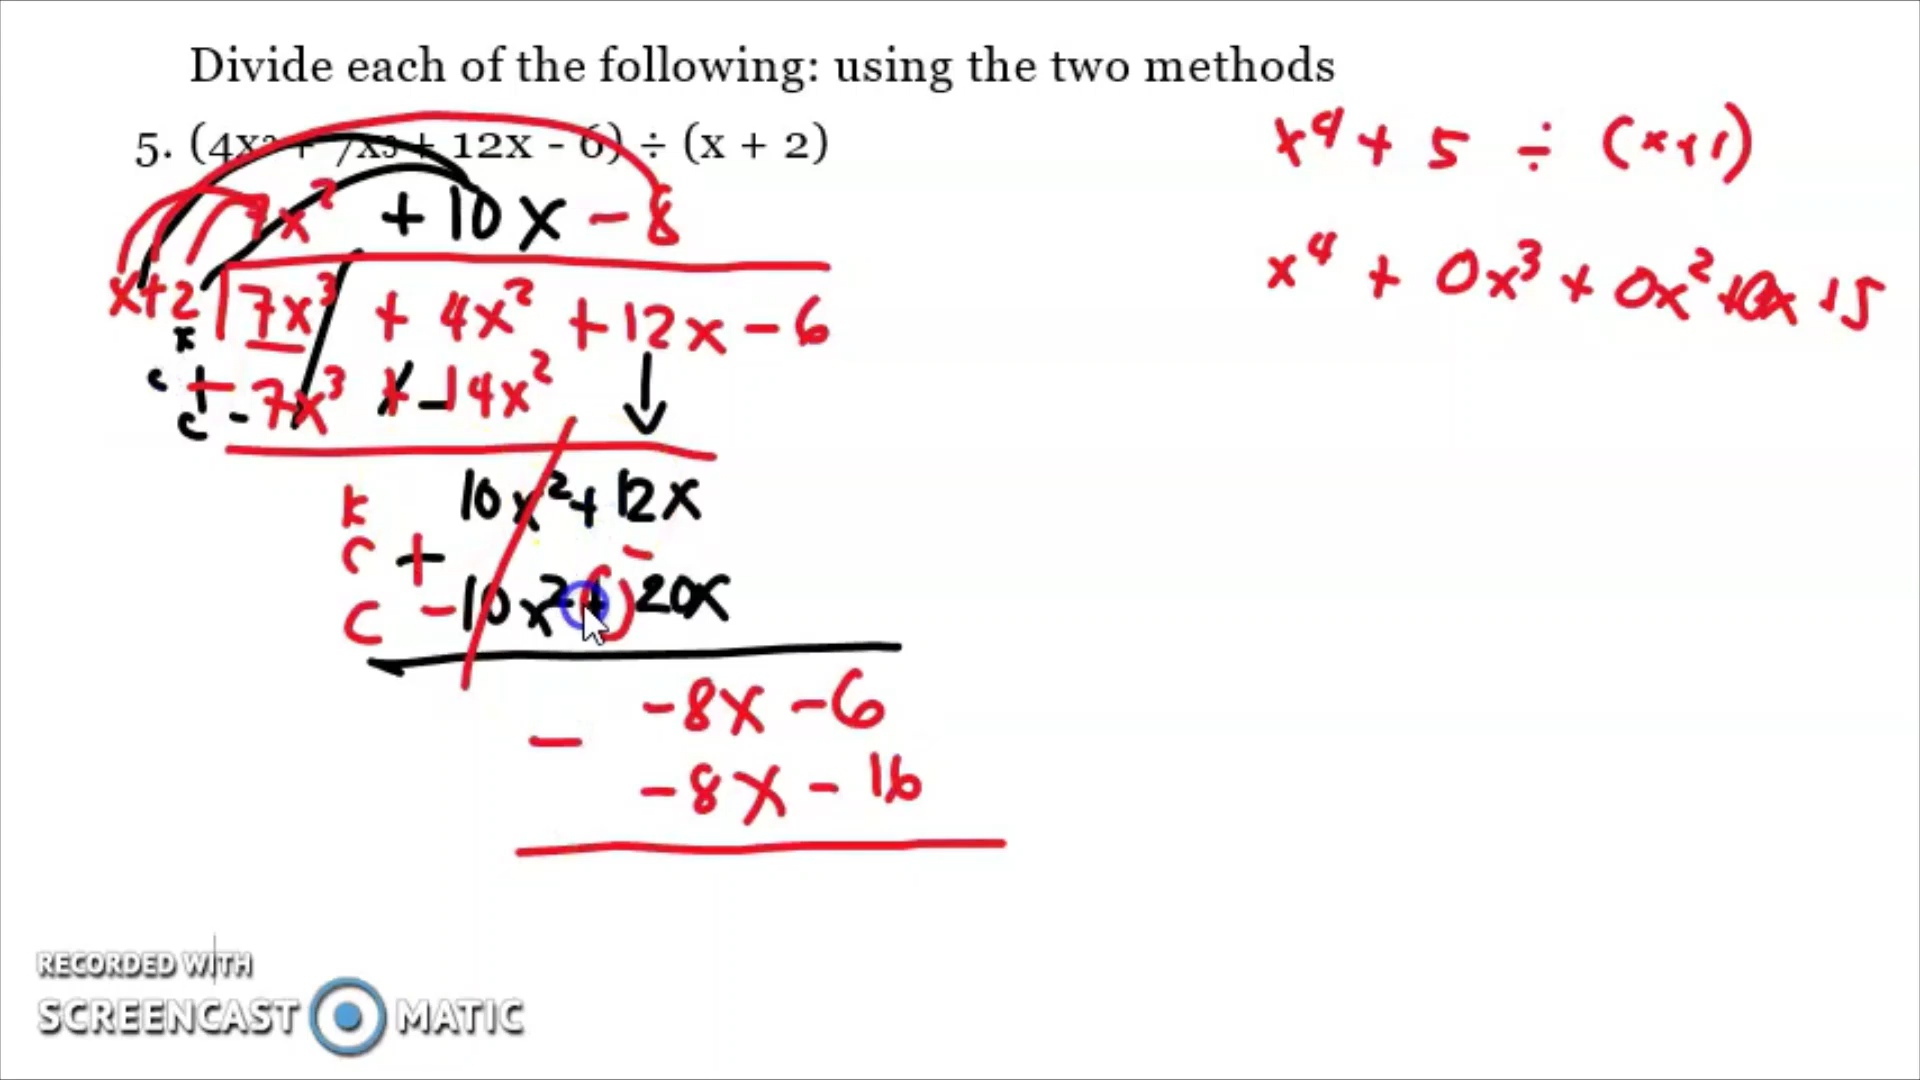 Divide each of the following: using the two methods
5. (4x2 + 7x3 + 12x - 6) ÷ (x + 2)
x⁴ + 5 ÷ (x+1)
7x² +10x - 8
x⁴ + 0x³ + 0x² +0x +5
x+2 7x³ + 4x² +12x - 6
K
C + - 7x³ + - 14x²
C
K 10x² + 12x
C + -
C - 10x² + 20x
-8x - 6
-
-8x - 16
RECORDED WITH
SCREENCAST MATIC